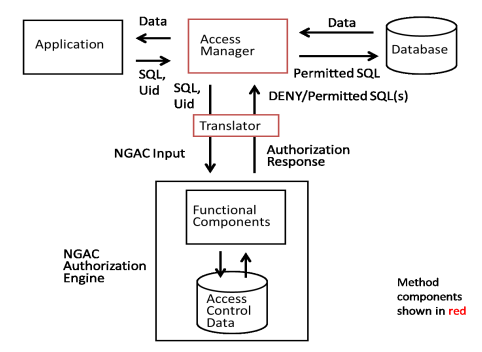 Data
Data
Application
Access
Manager
Database
SQL,
Uid
SQL,
Uid
Permitted SQL
DENY/Permitted SQL(s)
Translator
NGAC Input
Authorization
Response
Functional
Components
NGAC
Authorization
Engine
Access
Control
Data
Method
components
shown in red